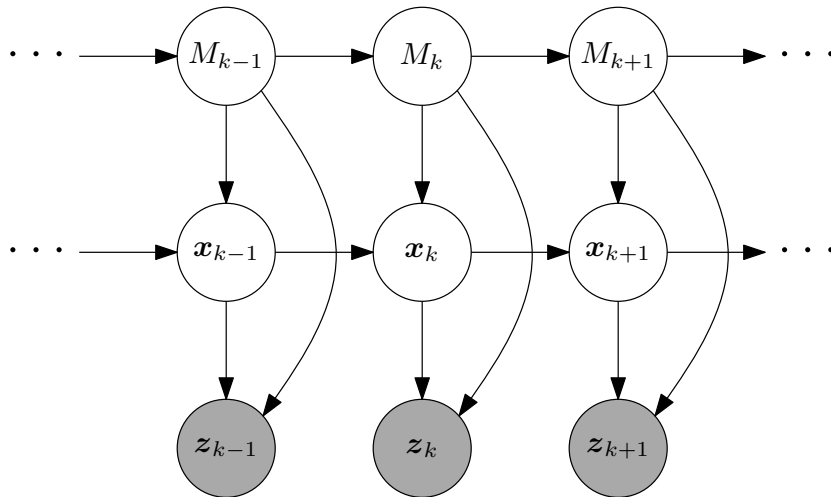 · · · M_{k−1} M_k M_{k+1} · · ·
· · · x_{k−1} x_k x_{k+1} · · ·
z_{k−1} z_k z_{k+1}